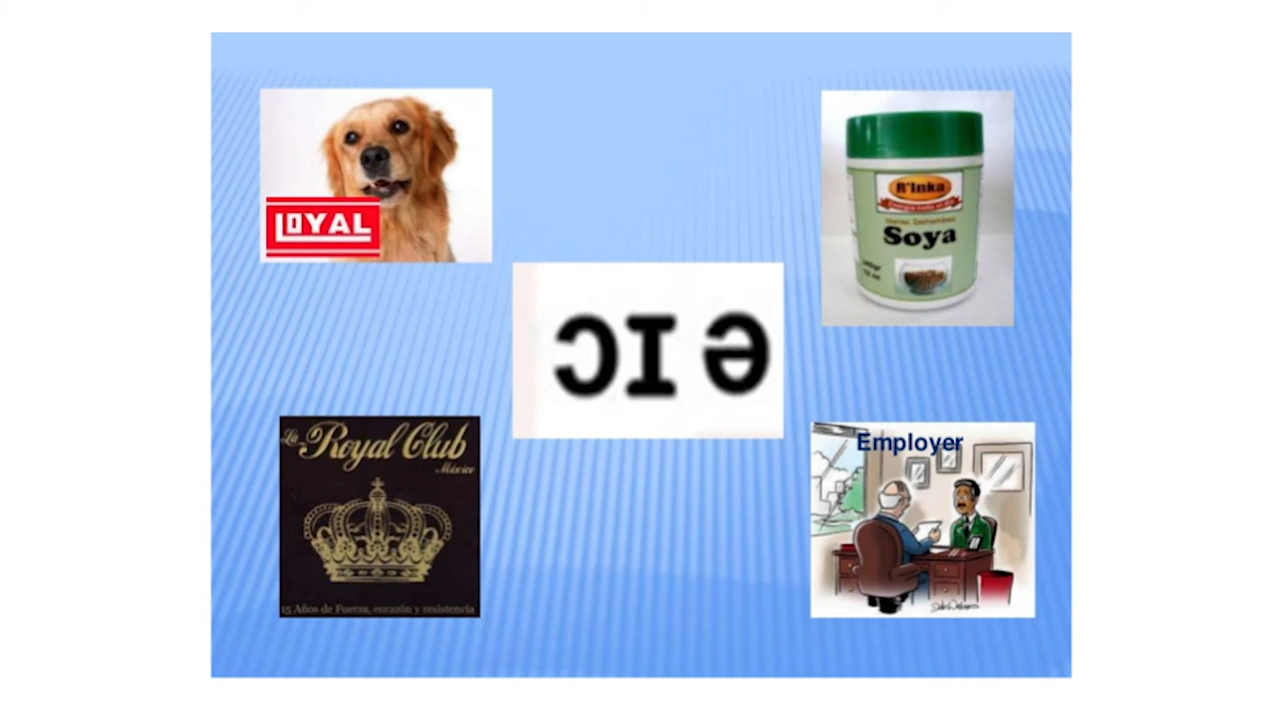 LOYAL
R'Inka
Soya
ɔɪə
La Royal Club
México
15 Años de Fuerza, corazón y resistencia
Employer